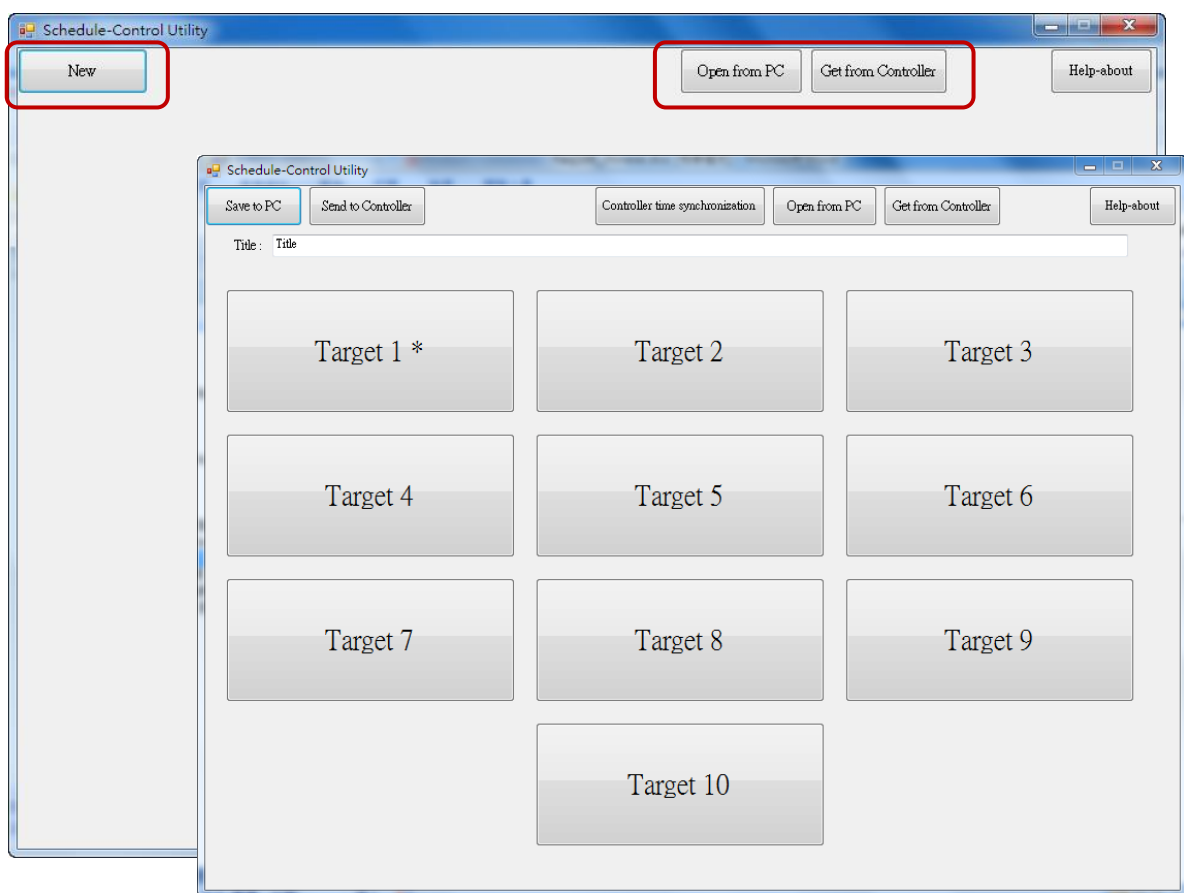 Schedule-Control Utility
New Open from PC Get from Controller Help-about
Schedule-Control Utility
Save to PC Send to Controller Controller time synchronization Open from PC Get from Controller Help-about
Title : Title
Target 1 * Target 2 Target 3
Target 4 Target 5 Target 6
Target 7 Target 8 Target 9
Target 10